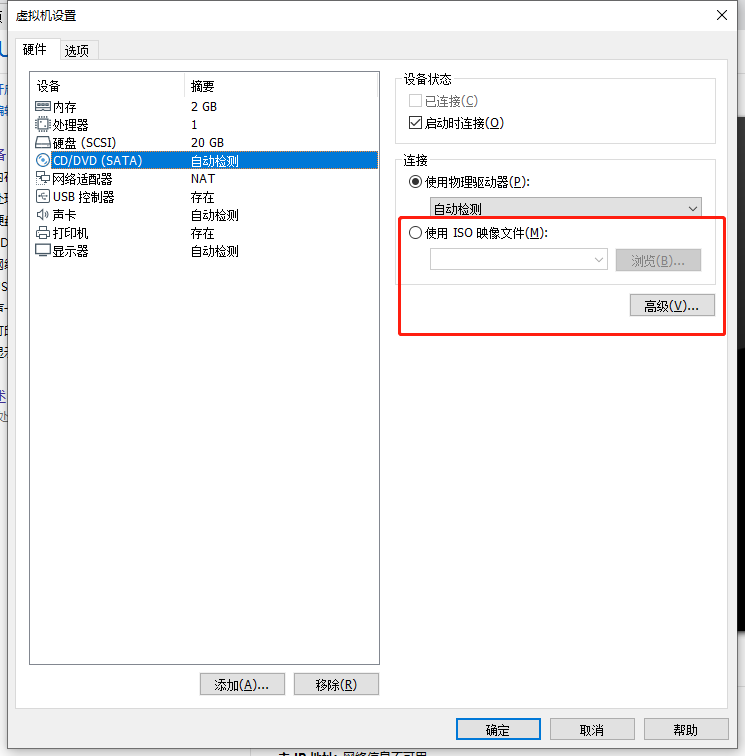 虚拟机设置
硬件 选项
设备 摘要
内存 2 GB
处理器 1
硬盘 (SCSI) 20 GB
CD/DVD (SATA) 自动检测
网络适配器 NAT
USB 控制器 存在
声卡 自动检测
打印机 存在
显示器 自动检测
添加(A)... 移除(R)
设备状态
已连接(C)
启动时连接(O)
连接
使用物理驱动器(P):
自动检测
使用 ISO 映像文件(M):
浏览(B)...
高级(V)...
确定 取消 帮助